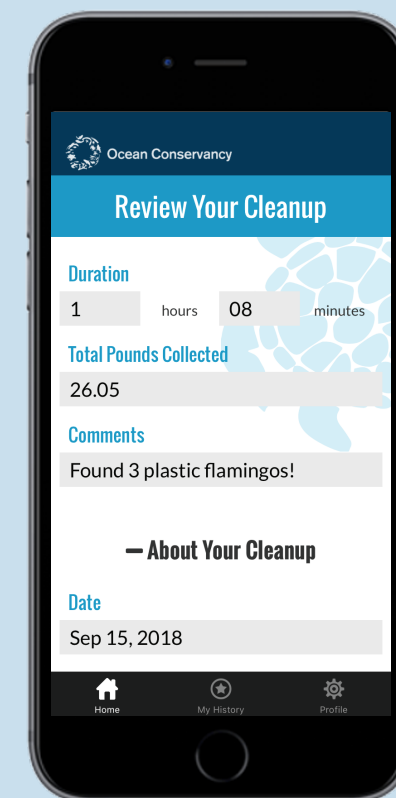 Ocean Conservancy
Review Your Cleanup
Duration
1 hours 08 minutes
Total Pounds Collected
26.05
Comments
Found 3 plastic flamingos!
About Your Cleanup
Date
Sep 15, 2018
Home My History Profile